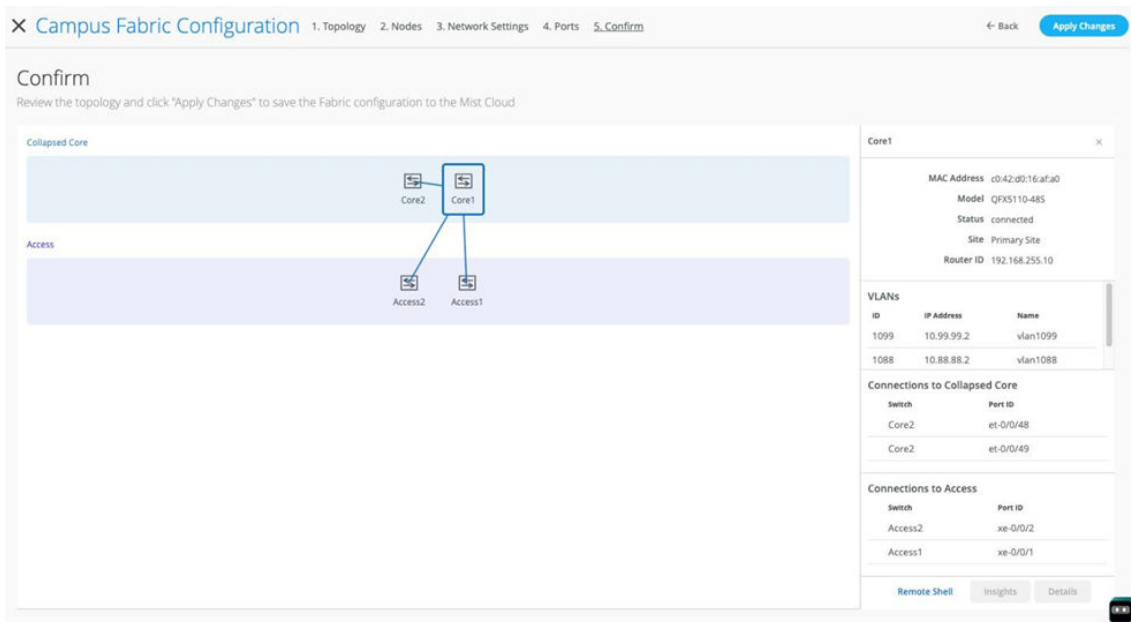 Campus Fabric Configuration 1. Topology 2. Nodes 3. Network Settings 4. Ports 5. Confirm ← Back Apply Changes
Confirm
Review the topology and click "Apply Changes" to save the Fabric configuration to the Mist Cloud
Collapsed Core
Core2 Core1
Access
Access2 Access1
Core1
MAC Address c0:42:d0:16:af:a0
Model QFX5110-48S
Status connected
Site Primary Site
Router ID 192.168.255.10
VLANs
ID IP Address Name
1099 10.99.99.2 vlan1099
1088 10.88.88.2 vlan1088
Connections to Collapsed Core
Switch Port ID
Core2 et-0/0/48
Core2 et-0/0/49
Connections to Access
Switch Port ID
Access2 xe-0/0/2
Access1 xe-0/0/1
Remote Shell Insights Details